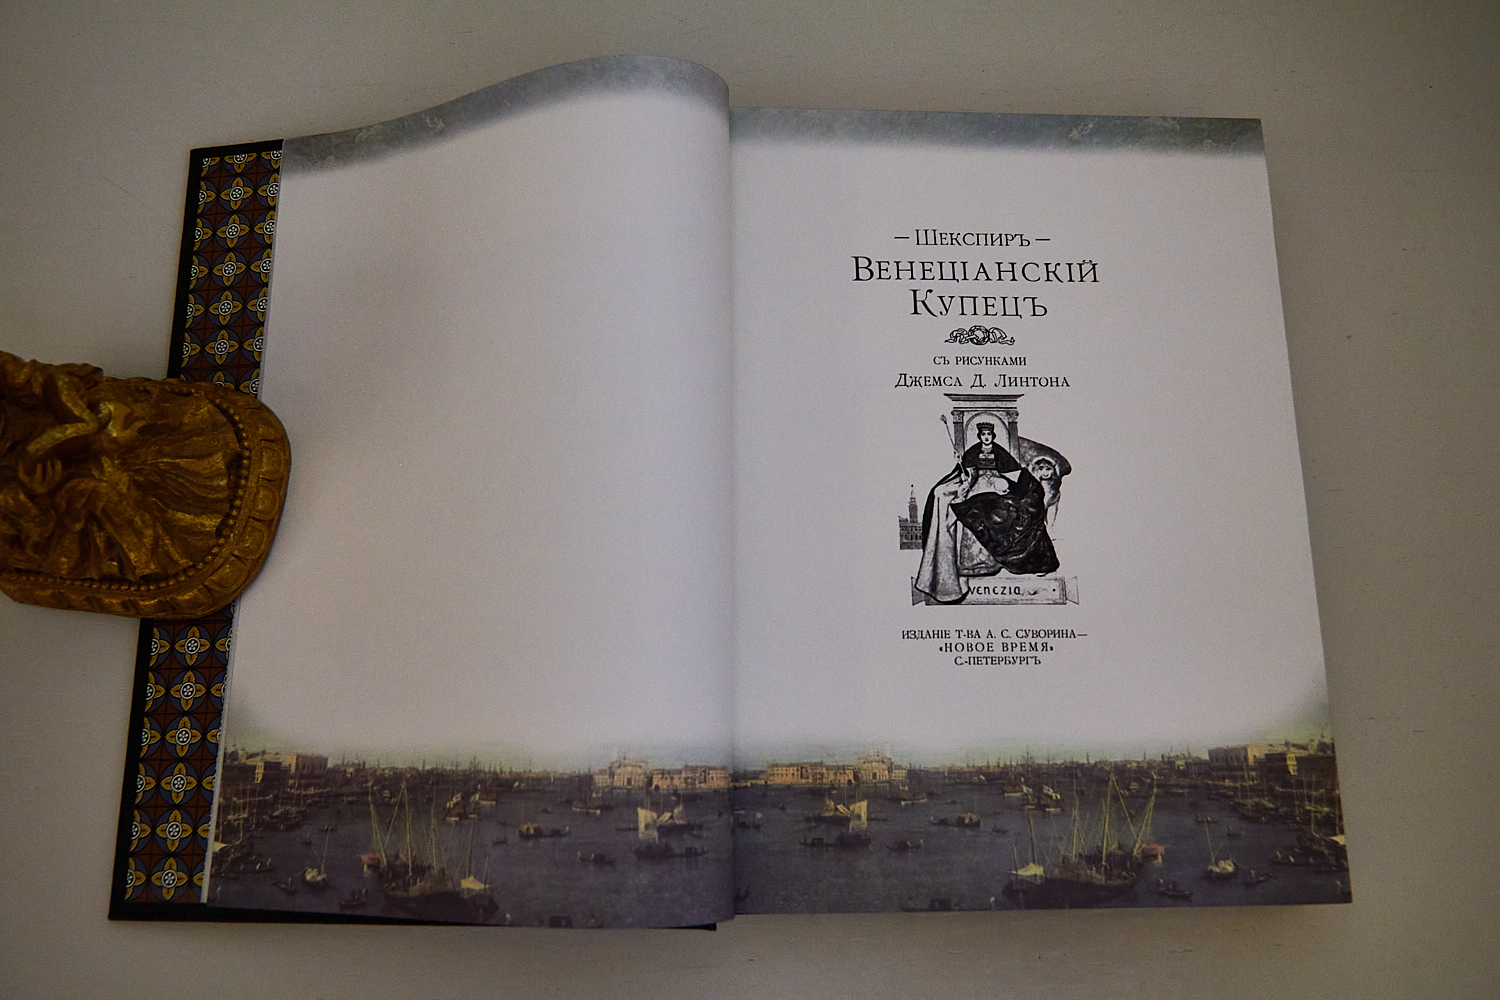 — Шекспиръ —
Венеціанскій
Купецъ
съ рисунками
Джемса Д. Линтона
venezia
изданіе т-ва А. С. Суворина—
«Новое Время»
С.-Петербургъ